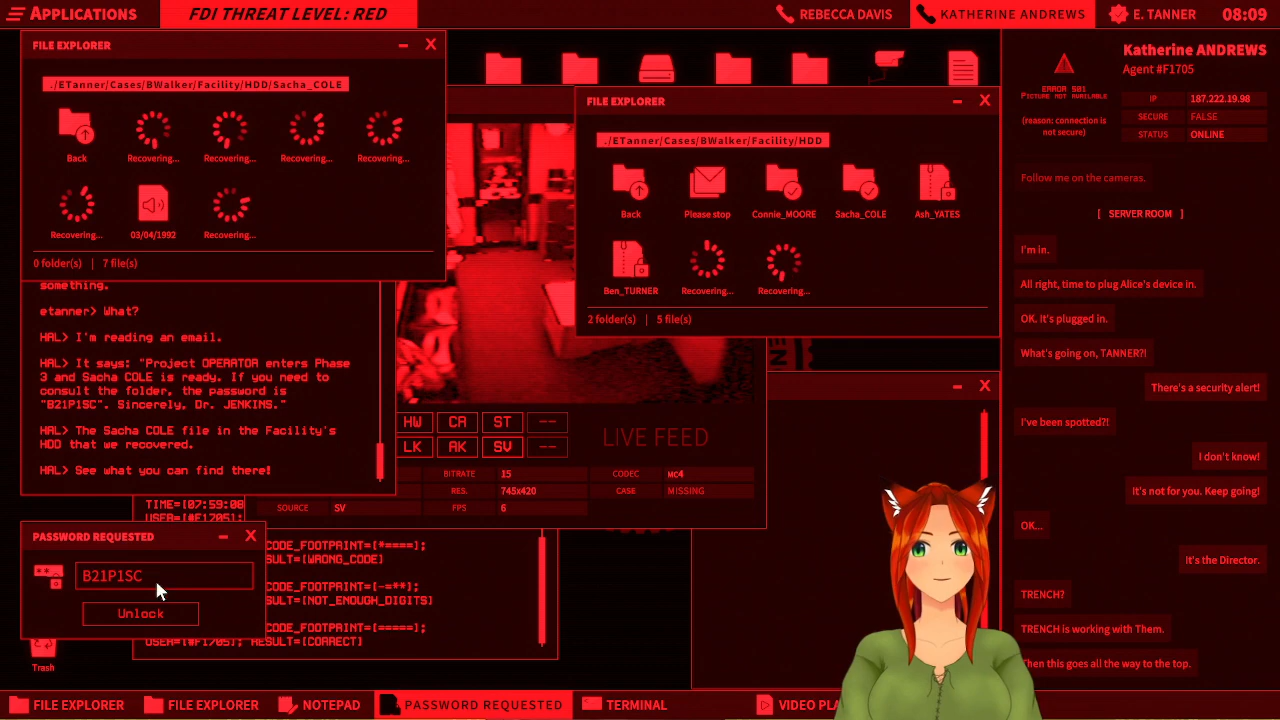 APPLICATIONS
FDI THREAT LEVEL: RED
REBECCA DAVIS
KATHERINE ANDREWS
E. TANNER
08:09
FILE EXPLORER
./ETanner/Cases/BWalker/Facility/HDD/Sacha_COLE
Back
Recovering...
Recovering...
Recovering...
Recovering...
Recovering...
03/04/1992
Recovering...
0 folder(s) | 7 file(s)
FILE EXPLORER
./ETanner/Cases/BWalker/Facility/HDD
Back
Please stop
Connie_MOORE
Sacha_COLE
Ash_YATES
Ben_TURNER
Recovering...
Recovering...
2 folder(s) | 5 file(s)
something.
etanner> What?
HAL> I'm reading an email.
HAL> It says: "Project OPERATOR enters Phase
3 and Sacha COLE is ready. If you need to
consult the folder, the password is
"B21P1SC". Sincerely, Dr. JENKINS."
HAL> The Sacha COLE file in the Facility's
HDD that we recovered.
HAL> See what you can find there!
HW CA ST --
LK AK SV --
LIVE FEED
BITRATE 15 CODEC MC4
RES. 745x420 CASE MISSING
SOURCE SV FPS 6
TIME=[07:59:08
USER=[#F1705];
CODE_FOOTPRINT=[*====];
SULT=[WRONG_CODE]
CODE_FOOTPRINT=[-=**];
SULT=[NOT_ENOUGH_DIGITS]
CODE_FOOTPRINT=[=====];
USER=[#F1705]; RESULT=[CORRECT]
PASSWORD REQUESTED
B21P1SC
Unlock
Trash
Katherine ANDREWS
Agent #F1705
ERROR 501
PICTURE NOT AVAILABLE
(reason: connection is
not secure)
IP 187.222.19.98
SECURE FALSE
STATUS ONLINE
Follow me on the cameras.
[ SERVER ROOM ]
I'm in.
All right, time to plug Alice's device in.
OK. It's plugged in.
What's going on, TANNER?!
There's a security alert!
I've been spotted?!
I don't know!
It's not for you. Keep going!
OK...
It's the Director.
TRENCH?
TRENCH is working with Them.
Then this goes all the way to the top.
FILE EXPLORER
FILE EXPLORER
NOTEPAD
PASSWORD REQUESTED
TERMINAL
VIDEO PLA